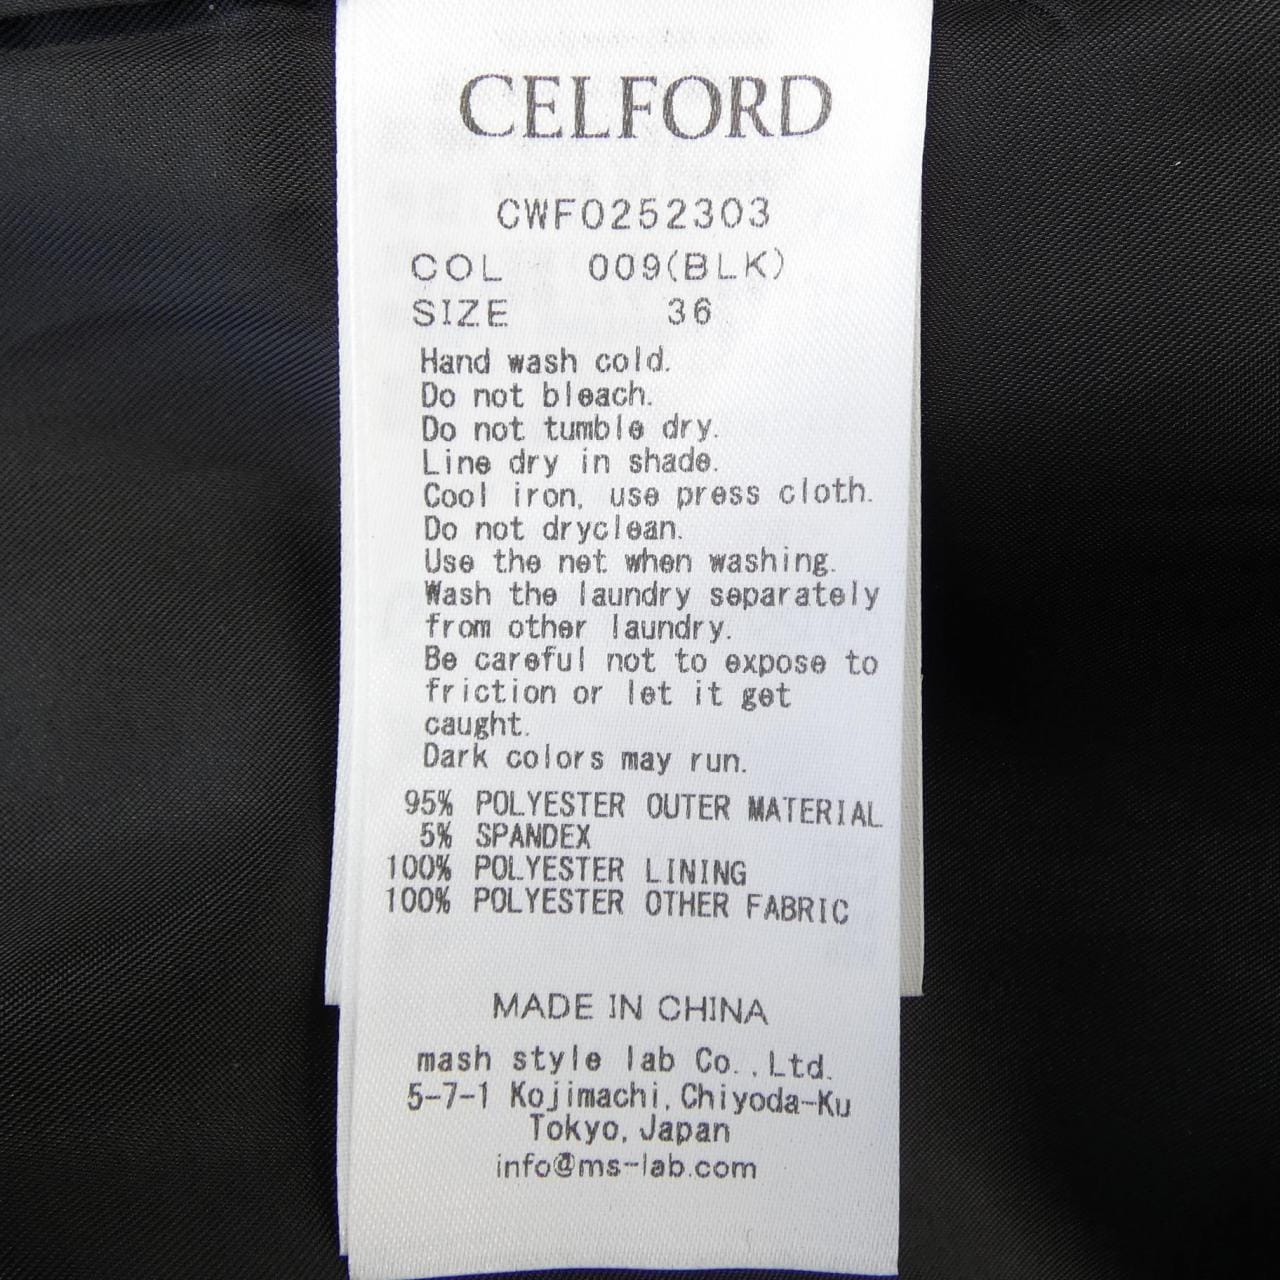 CELFORD
CWF0252303
COL 009(BLK)
SIZE 36
Hand wash cold.
Do not bleach.
Do not tumble dry.
Line dry in shade.
Cool iron, use press cloth.
Do not dryclean.
Use the net when washing.
Wash the laundry separately
from other laundry.
Be careful not to expose to
friction or let it get
caught.
Dark colors may run.
95% POLYESTER OUTER MATERIAL
5% SPANDEX
100% POLYESTER LINING
100% POLYESTER OTHER FABRIC
MADE IN CHINA
mash style lab Co.,Ltd.
5-7-1 Kojimachi,Chiyoda-Ku
Tokyo,Japan
info@ms-lab.com